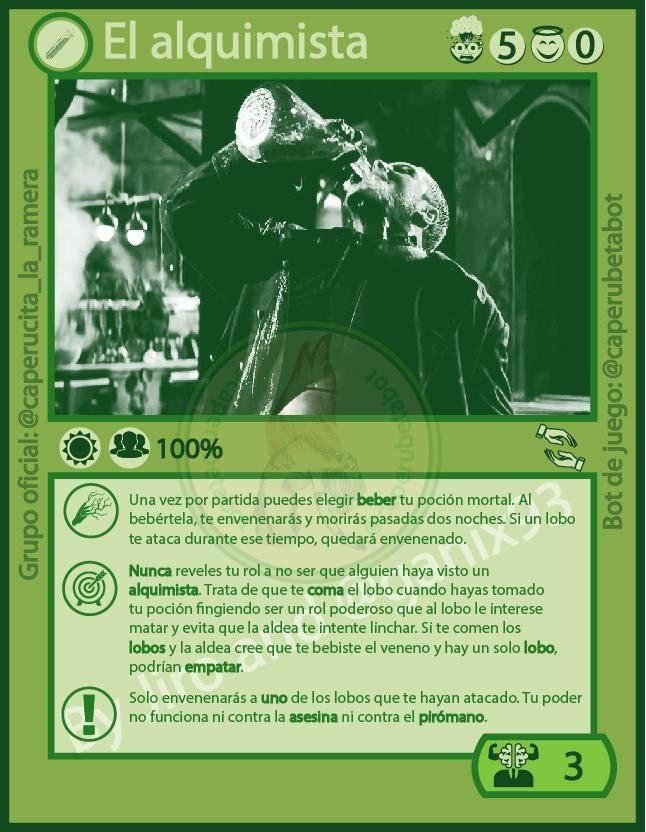 El alquimista
5
0
Grupo oficial: @caperucita_la_ramera
Bot de juego: @caperubetabot
100%
Una vez por partida puedes elegir beber tu poción mortal. Al
bebértela, te envenenarás y morirás pasadas dos noches. Si un lobo
te ataca durante ese tiempo, quedará envenenado.
Nunca reveles tu rol a no ser que alguien haya visto un
alquimista. Trata de que te coma el lobo cuando hayas tomado
tu poción fingiendo ser un rol poderoso que al lobo le interese
matar y evita que la aldea te intente linchar. Si te comen los
lobos y la aldea cree que te bebiste el veneno y hay un solo lobo,
podrían empatar.
Solo envenenarás a uno de los lobos que te hayan atacado. Tu poder
no funciona ni contra la asesina ni contra el pirómano.
3